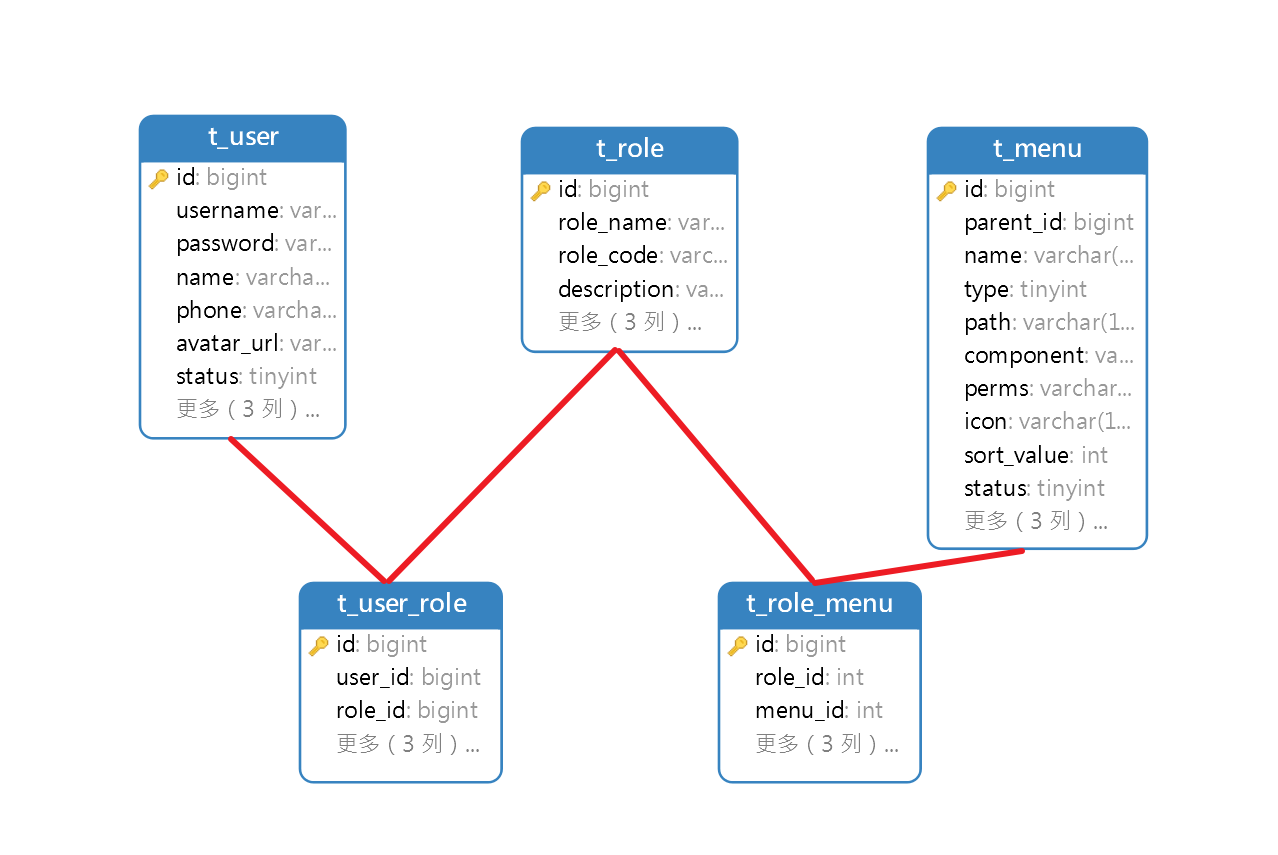 t_user
id: bigint
username: var...
password: var...
name: varcha...
phone: varcha...
avatar_url: var...
status: tinyint
更多 ( 3 列 ) ...
t_role
id: bigint
role_name: var...
role_code: varc...
description: va...
更多 ( 3 列 ) ...
t_menu
id: bigint
parent_id: bigint
name: varchar(...
type: tinyint
path: varchar(1...
component: va...
perms: varchar...
icon: varchar(1...
sort_value: int
status: tinyint
更多 ( 3 列 ) ...
t_user_role
id: bigint
user_id: bigint
role_id: bigint
更多 ( 3 列 ) ...
t_role_menu
id: bigint
role_id: int
menu_id: int
更多 ( 3 列 ) ...